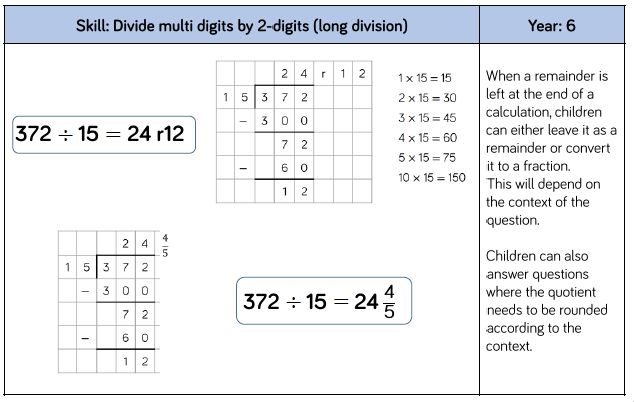 Skill: Divide multi digits by 2-digits (long division)
Year: 6
372 ÷ 15 = 24 r12
2 4 r 1 2
1 5 3 7 2
− 3 0 0
7 2
− 6 0
1 2
1 × 15 = 15
2 × 15 = 30
3 × 15 = 45
4 × 15 = 60
5 × 15 = 75
10 × 15 = 150
2 4 4/5
1 5 3 7 2
− 3 0 0
7 2
− 6 0
1 2
372 ÷ 15 = 24 4/5
When a remainder is
left at the end of a
calculation, children
can either leave it as a
remainder or convert
it to a fraction.
This will depend on
the context of the
question.
Children can also
answer questions
where the quotient
needs to be rounded
according to the
context.